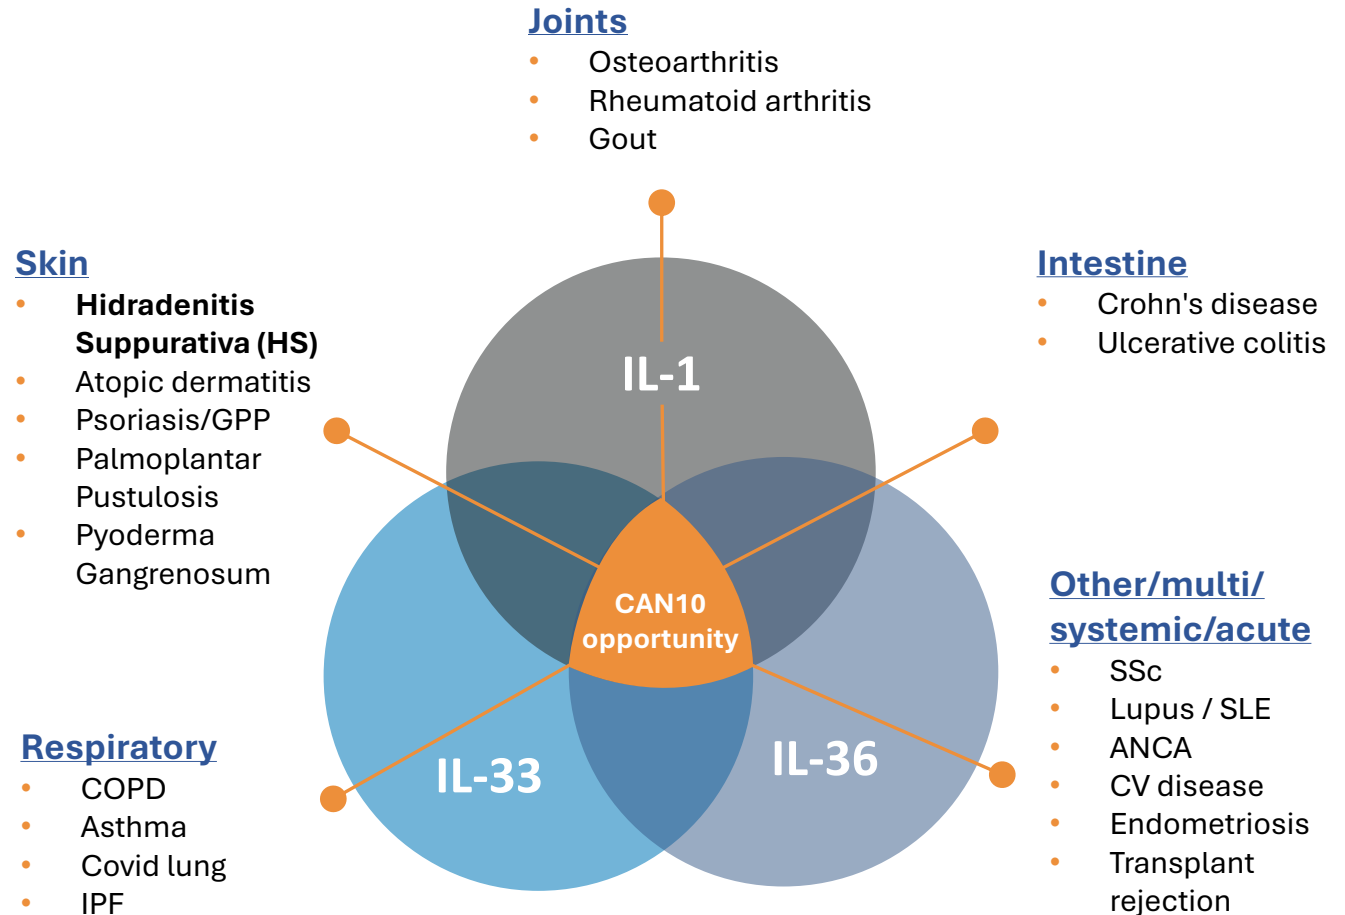 Joints
• Osteoarthritis
• Rheumatoid arthritis
• Gout
Skin
• Hidradenitis
Suppurativa (HS)
• Atopic dermatitis
• Psoriasis/GPP
• Palmoplantar
Pustulosis
• Pyoderma
Gangrenosum
Intestine
• Crohn's disease
• Ulcerative colitis
IL-1
CAN10
opportunity
IL-33
IL-36
Respiratory
• COPD
• Asthma
• Covid lung
• IPF
Other/multi/
systemic/acute
• SSc
• Lupus / SLE
• ANCA
• CV disease
• Endometriosis
• Transplant
rejection